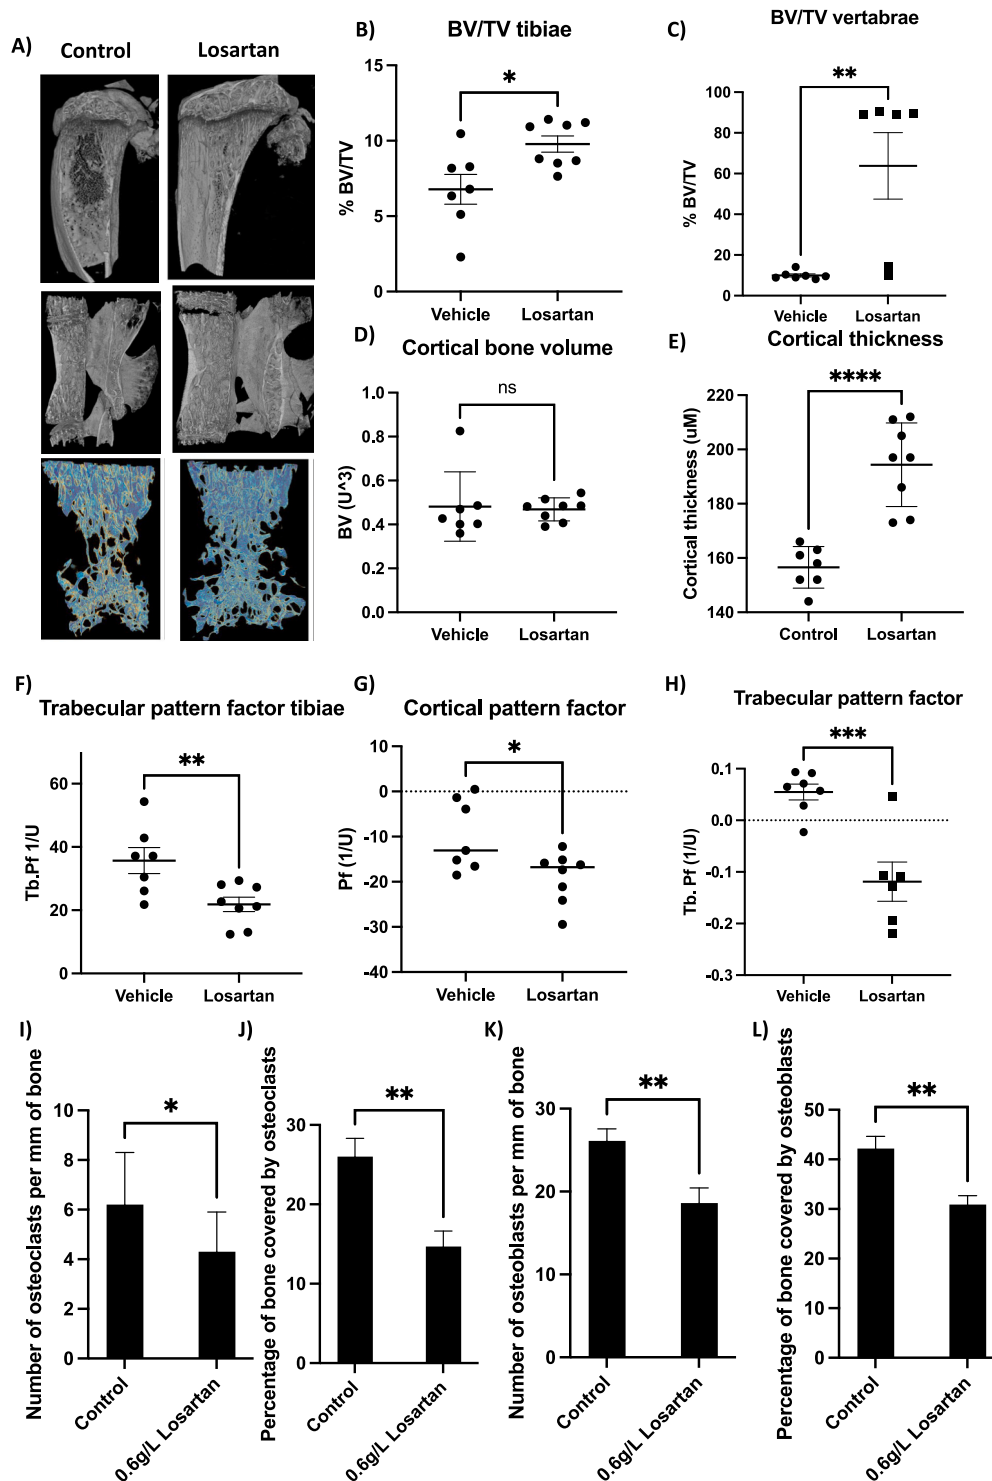 A)
Control
Losartan
B)
BV/TV tibiae
*
% BV/TV
15
10
5
0
Vehicle
Losartan
C)
BV/TV vertabrae
**
% BV/TV
100
80
60
40
20
0
Vehicle
Losartan
D)
Cortical bone volume
ns
BV (U^3)
1.0
0.8
0.6
0.4
0.2
0.0
Vehicle
Losartan
E)
Cortical thickness
****
Cortical thickness (uM)
220
200
180
160
140
Control
Losartan
F)
Trabecular pattern factor tibiae
**
Tb.Pf 1/U
60
40
20
0
Vehicle
Losartan
G)
Cortical pattern factor
*
Pf (1/U)
10
0
-10
-20
-30
-40
Vehicle
Losartan
H)
Trabecular pattern factor
***
Tb. Pf (1/U)
0.1
0.0
-0.1
-0.2
-0.3
Vehicle
Losartan
I)
*
Number of osteoclasts per mm of bone
10
8
6
4
2
0
Control
0.6g/L Losartan
J)
**
Percentage of bone covered by osteoclasts
30
20
10
0
Control
0.6g/L Losartan
K)
**
Number of osteoblasts per mm of bone
30
20
10
0
Control
0.6g/L Losartan
L)
**
Percentage of bone covered by osteoblasts
50
40
30
20
10
0
Control
0.6g/L Losartan